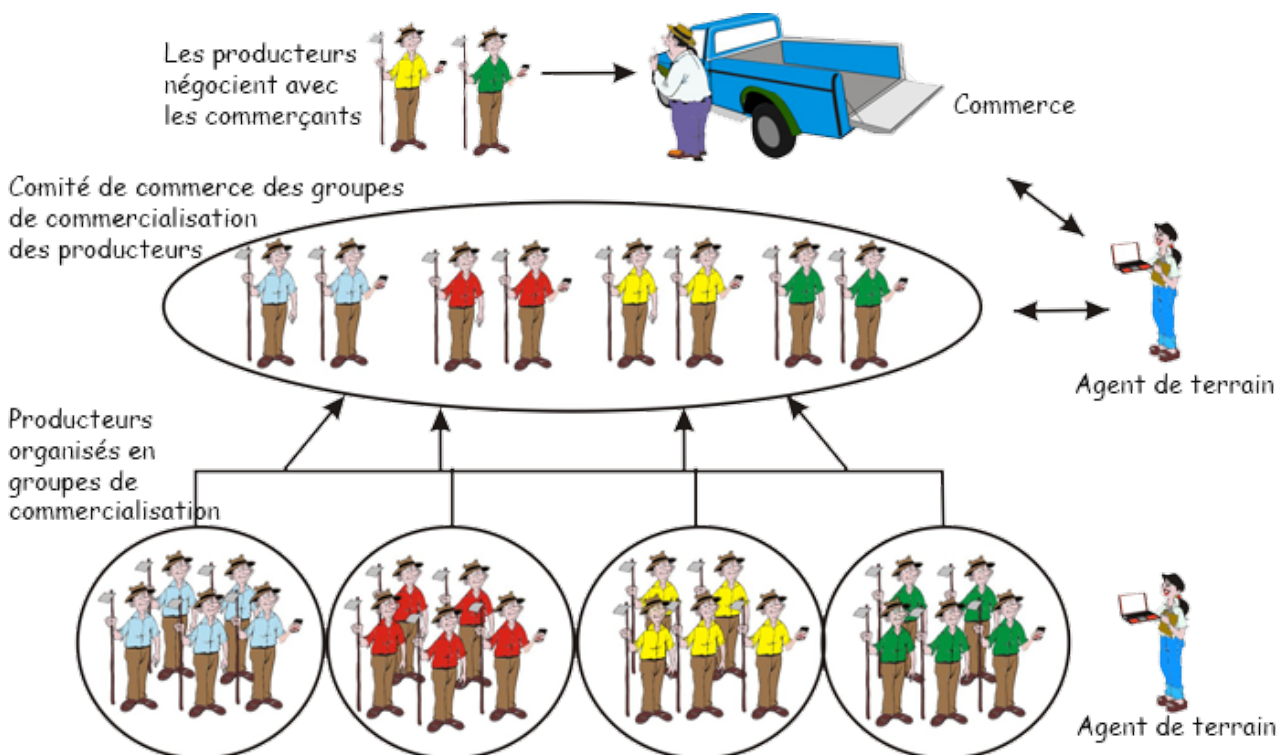 Les producteurs
négocient avec
les commerçants
Commerce
Comité de commerce des groupes
de commercialisation
des producteurs
Agent de terrain
Producteurs
organisés en
groupes de
commercialisation
Agent de terrain